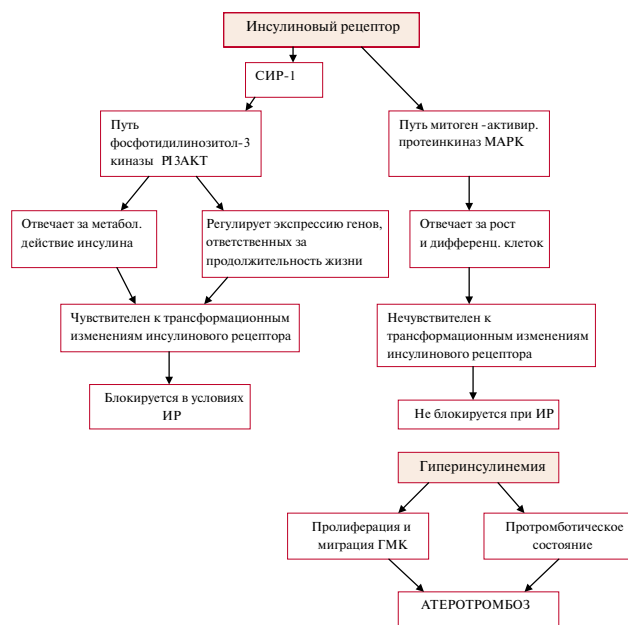 Инсулиновый рецептор
СИР-1
Путь
фосфотидилинозитол-3
киназы PI3АКТ
Путь митоген -активир.
протеинкиназ МАРК
Отвечает за метабол.
действие инсулина
Регулирует экспрессию генов,
ответственных за
продолжительность жизни
Отвечает за рост
и дифференц. клеток
Чувствителен к трансформационным
изменениям инсулинового рецептора
Нечувствителен к
трансформационным изменениям
инсулинового рецептора
Блокируется в условиях
ИР
Не блокируется при ИР
Гиперинсулинемия
Пролиферация и
миграция ГМК
Протромботическое
состояние
АТЕРОТРОМБОЗ